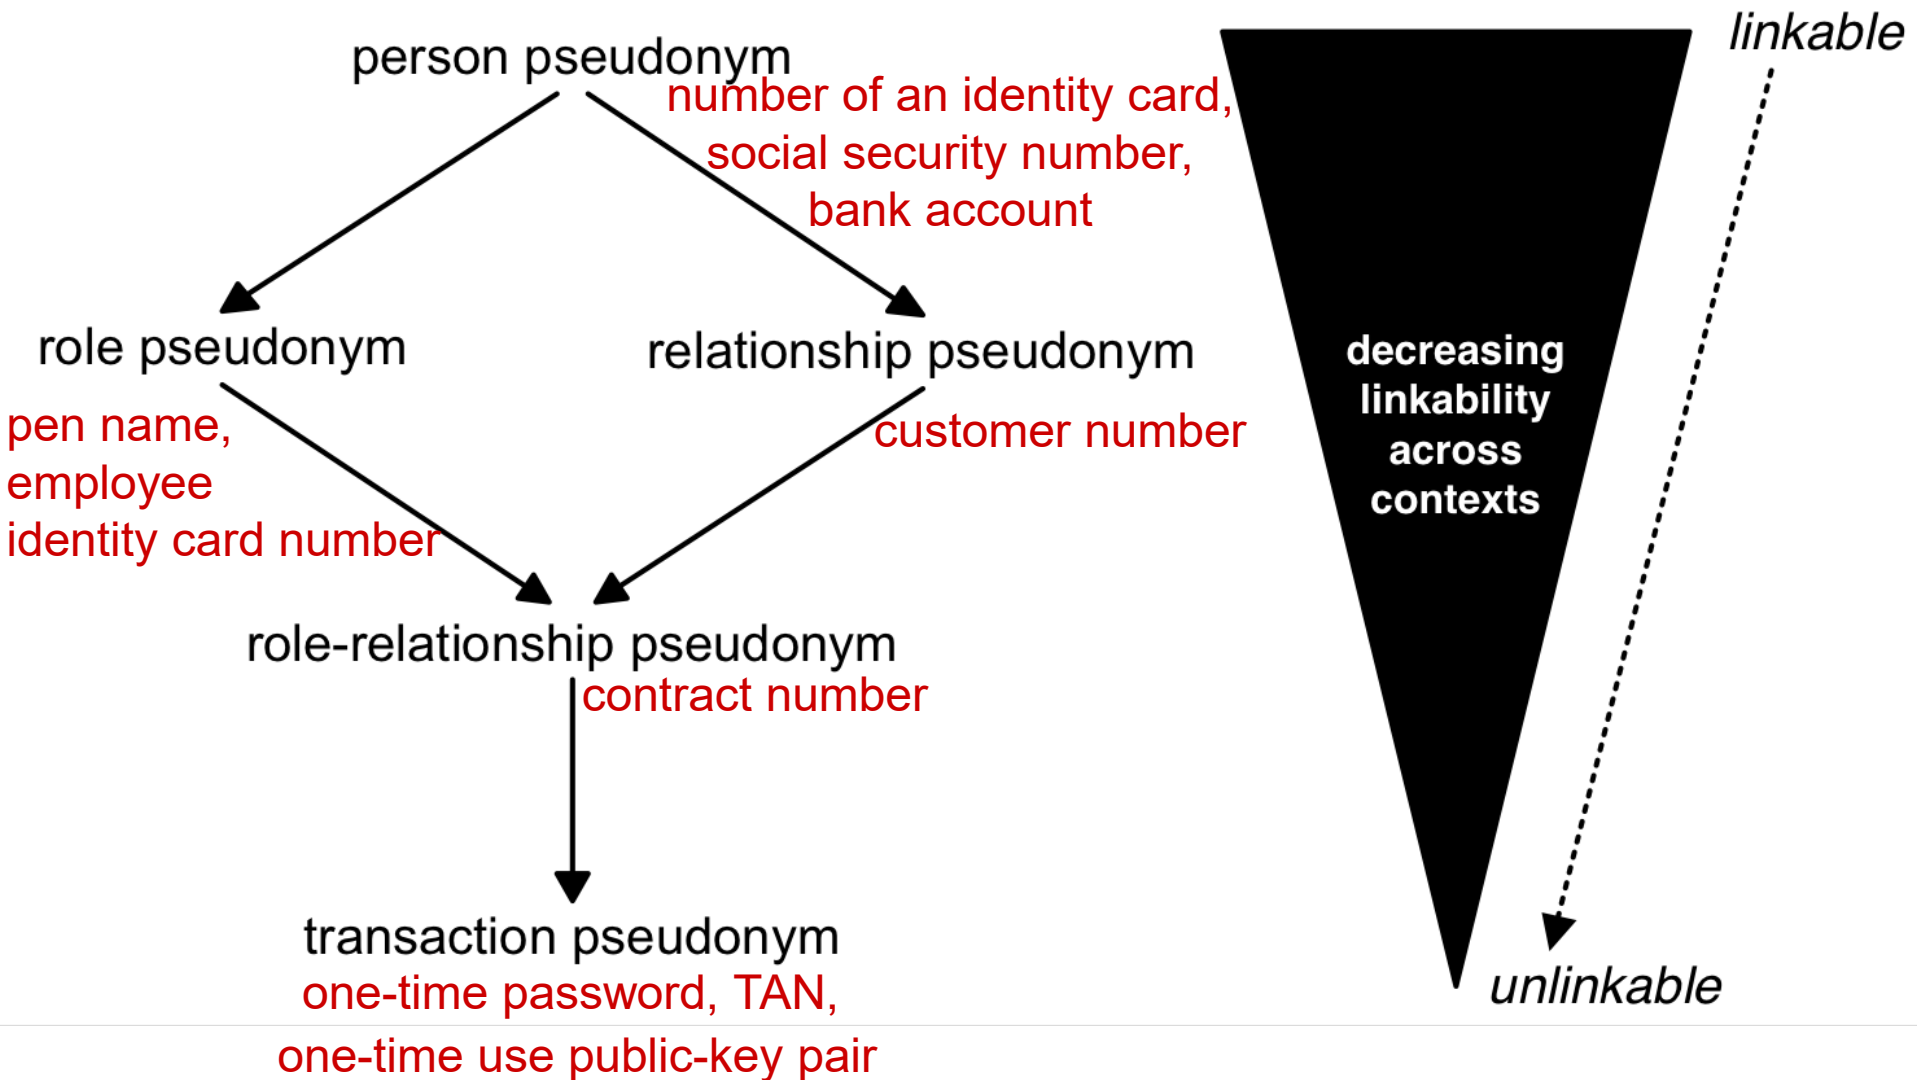 person pseudonym
number of an identity card,
social security number,
bank account
role pseudonym
relationship pseudonym
pen name,
employee
identity card number
customer number
role-relationship pseudonym
contract number
transaction pseudonym
one-time password, TAN,
one-time use public-key pair
linkable
decreasing
linkability
across
contexts
unlinkable